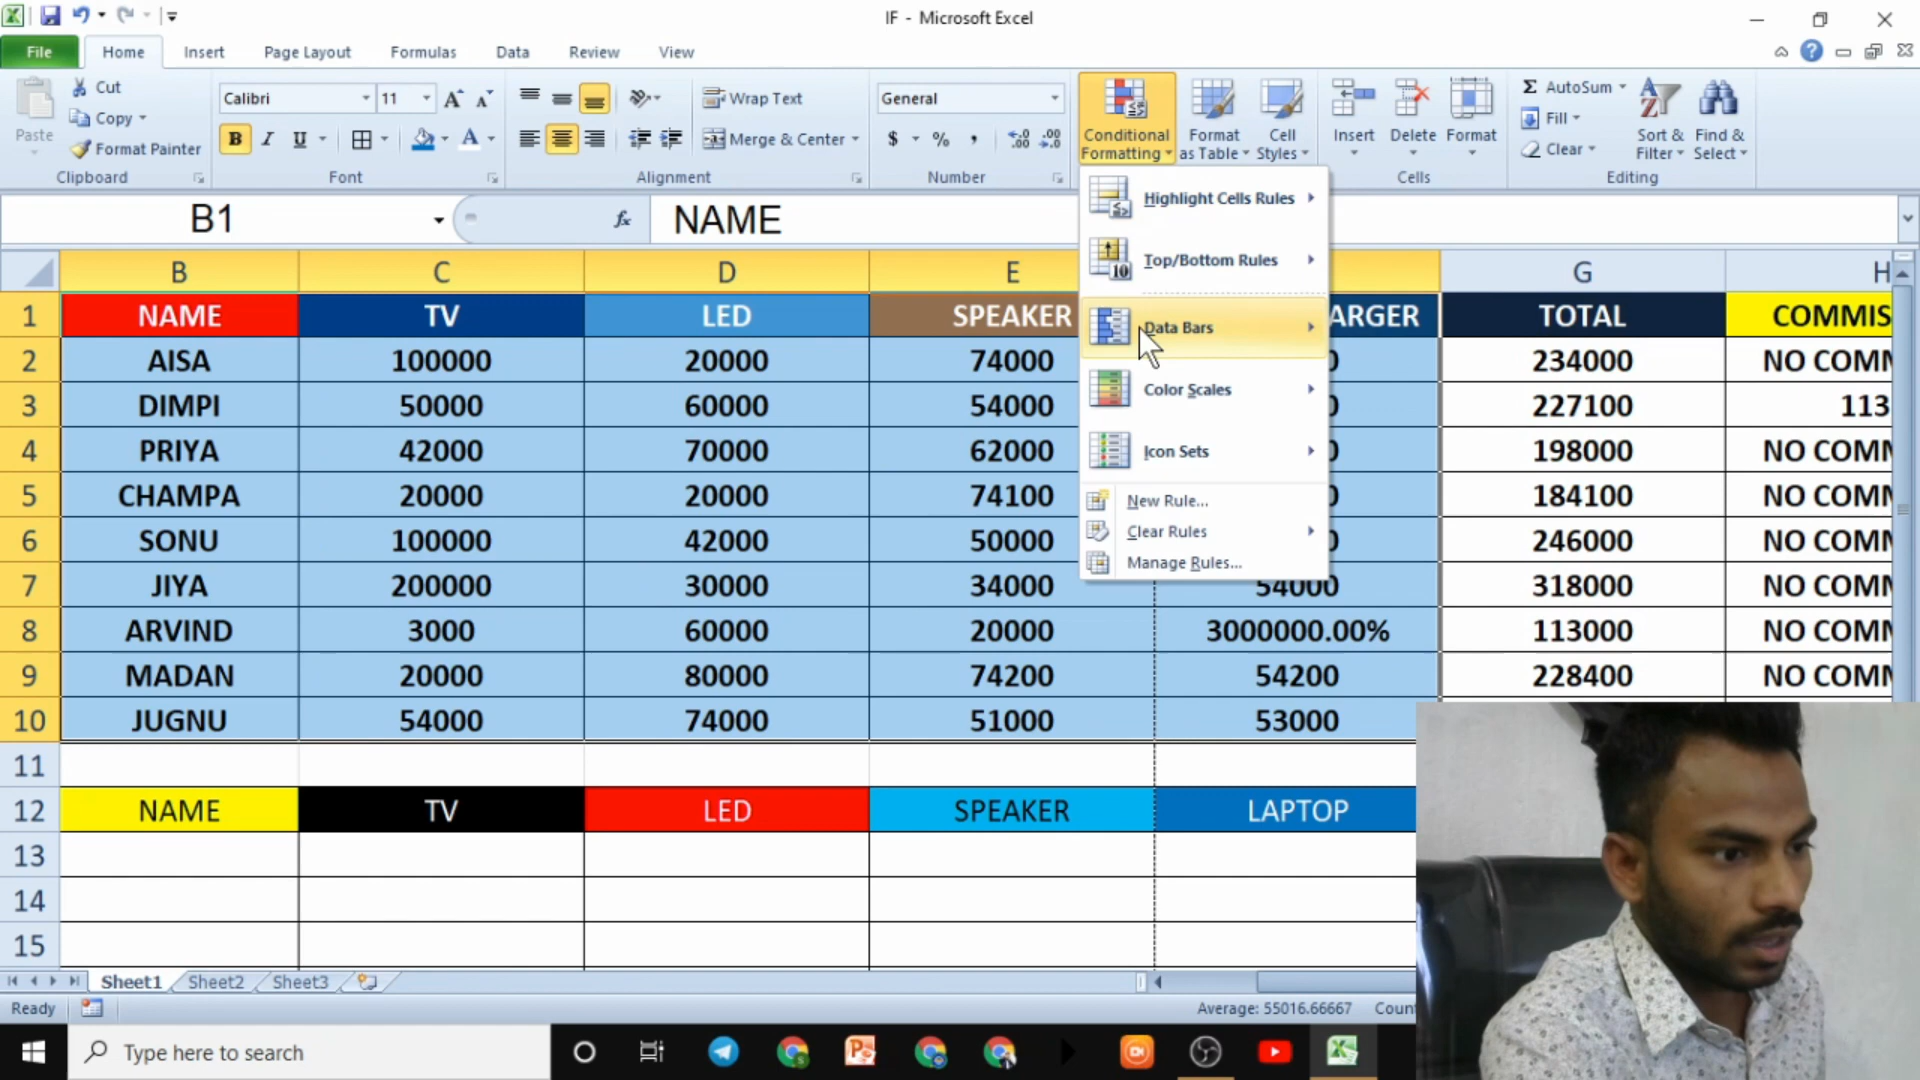 IF - Microsoft Excel
File Home Insert Page Layout Formulas Data Review View
Paste
Cut
Copy
Format Painter
Clipboard
Calibri 11
B I U
Font
Wrap Text
Merge & Center
Alignment
General
$ % ,
Number
Conditional Formatting
Format as Table
Cell Styles
Insert Delete Format
Cells
Σ AutoSum
Fill
Clear
Sort & Filter
Find & Select
Editing
B1 fx NAME
Highlight Cells Rules
Top/Bottom Rules
Data Bars
Color Scales
Icon Sets
New Rule...
Clear Rules
Manage Rules...
B C D E G H
1 NAME TV LED SPEAKER ARGER TOTAL COMMIS
2 AISA 100000 20000 74000 0 234000 NO COMM
3 DIMPI 50000 60000 54000 0 227100 113
4 PRIYA 42000 70000 62000 198000 NO COMM
5 CHAMPA 20000 20000 74100 0 184100 NO COMM
6 SONU 100000 42000 50000 0 246000 NO COMM
7 JIYA 200000 30000 34000 54000 318000 NO COMM
8 ARVIND 3000 60000 20000 3000000.00% 113000 NO COMM
9 MADAN 20000 80000 74200 54200 228400 NO COMM
10 JUGNU 54000 74000 51000 53000
11
12 NAME TV LED SPEAKER LAPTOP
13
14
15
Sheet1 Sheet2 Sheet3
Ready Average: 55016.66667 Coun
Type here to search